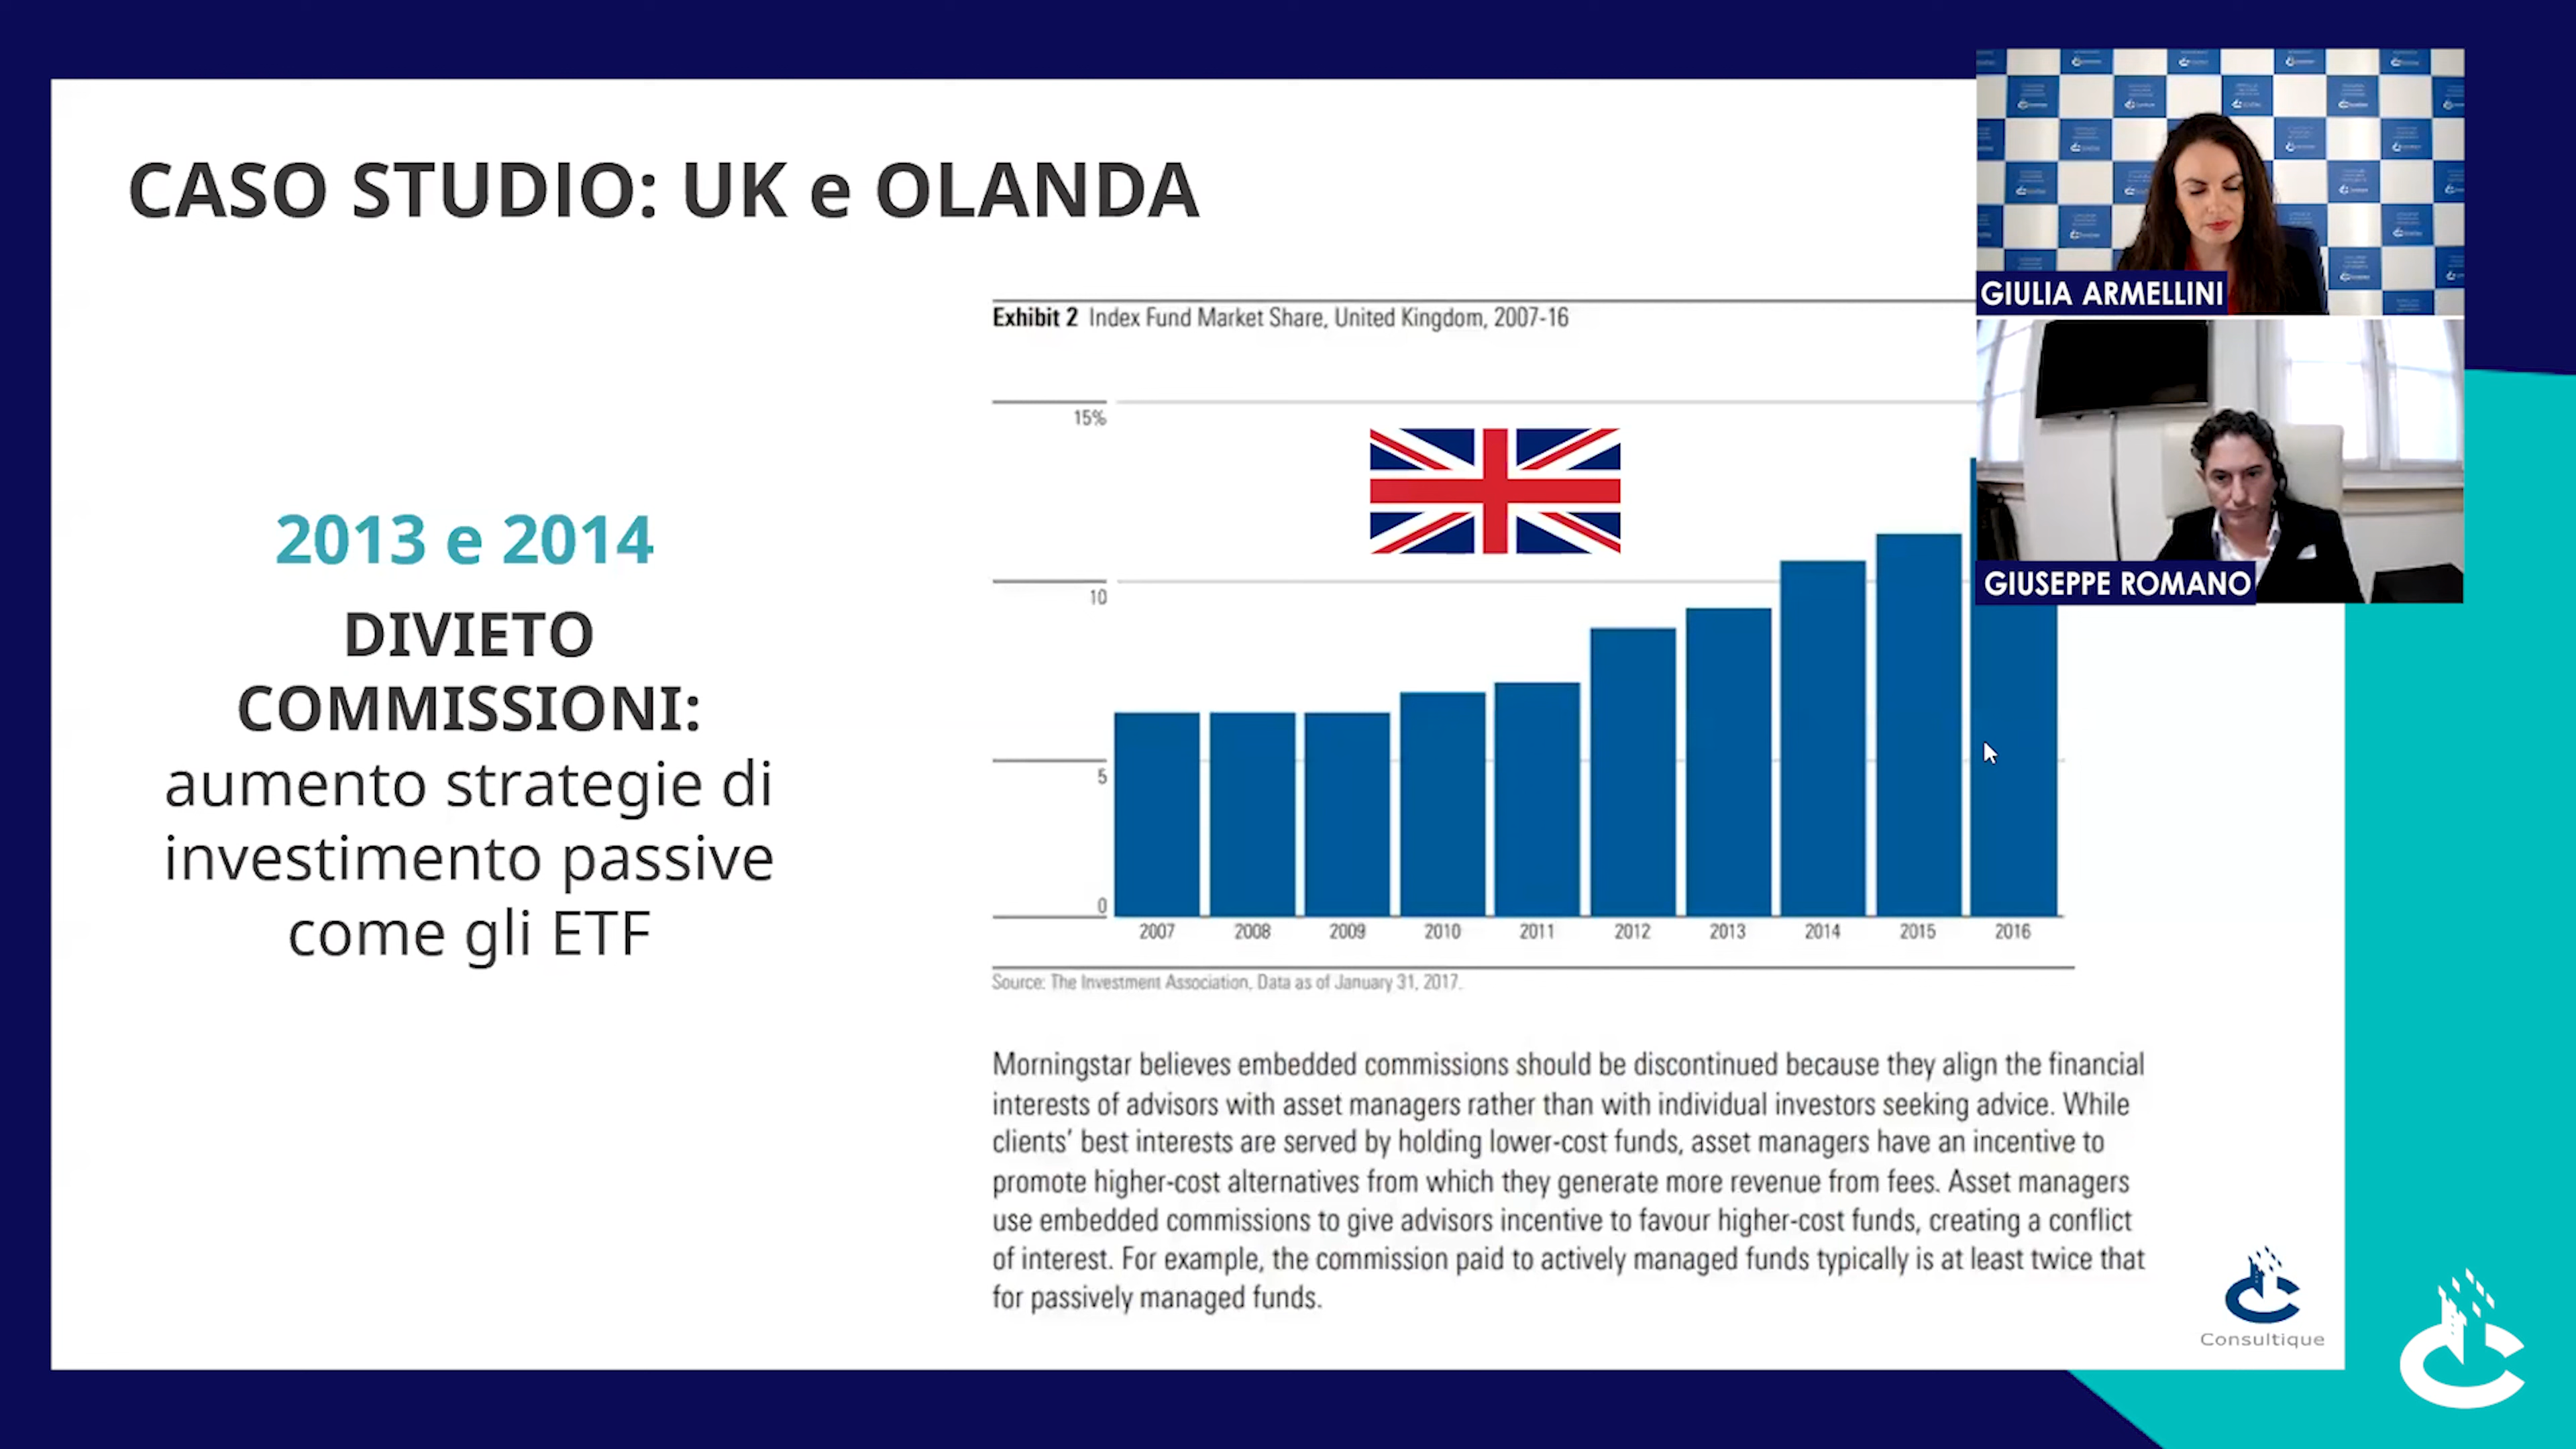 CASO STUDIO: UK e OLANDA
2013 e 2014
DIVIETO
COMMISSIONI:
aumento strategie di
investimento passive
come gli ETF
Exhibit 2 Index Fund Market Share, United Kingdom, 2007-16
15%
10
5
0
2007 2008 2009 2010 2011 2012 2013 2014 2015 2016
Source: The Investment Association, Data as of January 31, 2017.
Morningstar believes embedded commissions should be discontinued because they align the financial
interests of advisors with asset managers rather than with individual investors seeking advice. While
clients’ best interests are served by holding lower-cost funds, asset managers have an incentive to
promote higher-cost alternatives from which they generate more revenue from fees. Asset managers
use embedded commissions to give advisors incentive to favour higher-cost funds, creating a conflict
of interest. For example, the commission paid to actively managed funds typically is at least twice that
for passively managed funds.
Consultique
GIULIA ARMELLINI
GIUSEPPE ROMANO